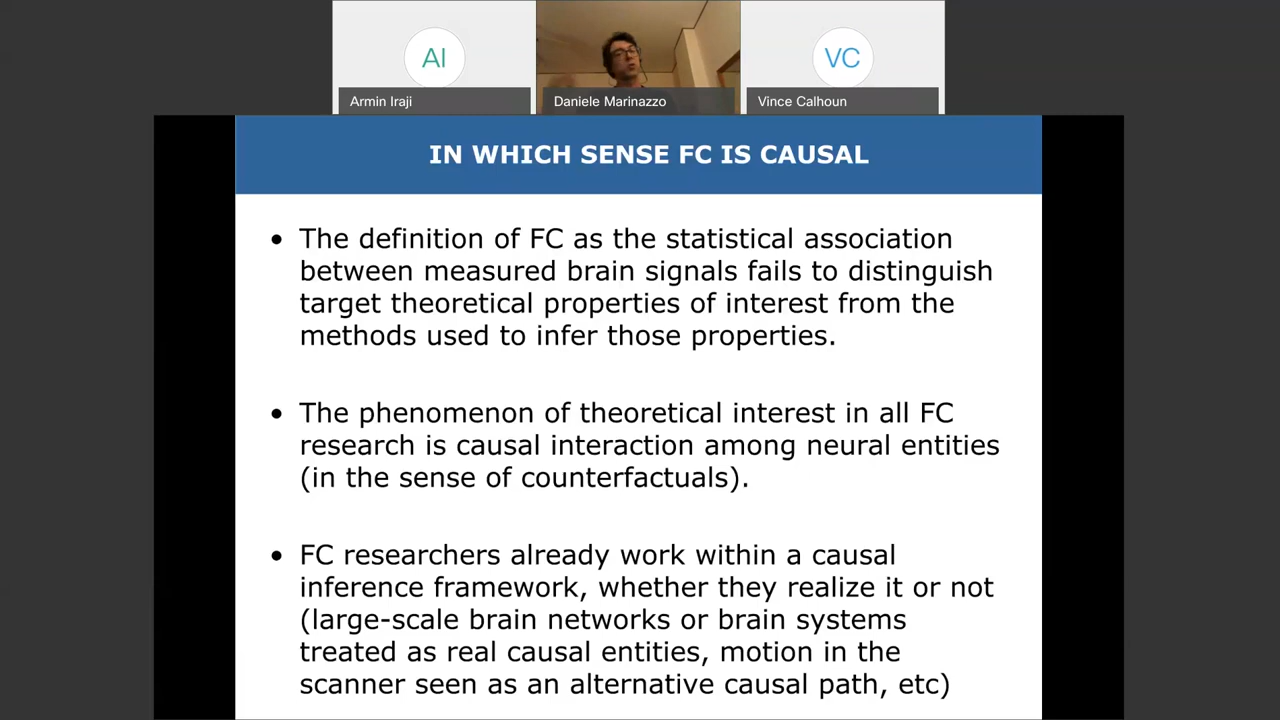 AI
VC
Armin Iraji
Daniele Marinazzo
Vince Calhoun
IN WHICH SENSE FC IS CAUSAL
• The definition of FC as the statistical association
between measured brain signals fails to distinguish
target theoretical properties of interest from the
methods used to infer those properties.
• The phenomenon of theoretical interest in all FC
research is causal interaction among neural entities
(in the sense of counterfactuals).
• FC researchers already work within a causal
inference framework, whether they realize it or not
(large-scale brain networks or brain systems
treated as real causal entities, motion in the
scanner seen as an alternative causal path, etc)